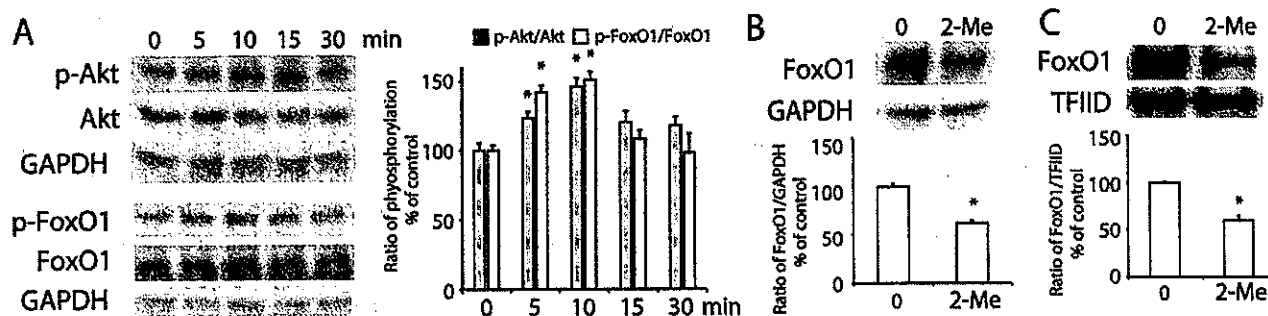 A
0 5 10 15 30 min
p-Akt
Akt
GAPDH
p-FoxO1
FoxO1
GAPDH
p-Akt/Akt p-FoxO1/FoxO1
Ratio of phyosphorylation
% of control
150
100
50
0
* * * *
0 5 10 15 30 min
B
0 2-Me
FoxO1
GAPDH
Ratio of FoxO1/GAPDH
% of control
150
100
50
0
*
0 2-Me
C
0 2-Me
FoxO1
TFIID
Ratio of FoxO1/TFIID
% of control
150
100
50
0
*
0 2-Me